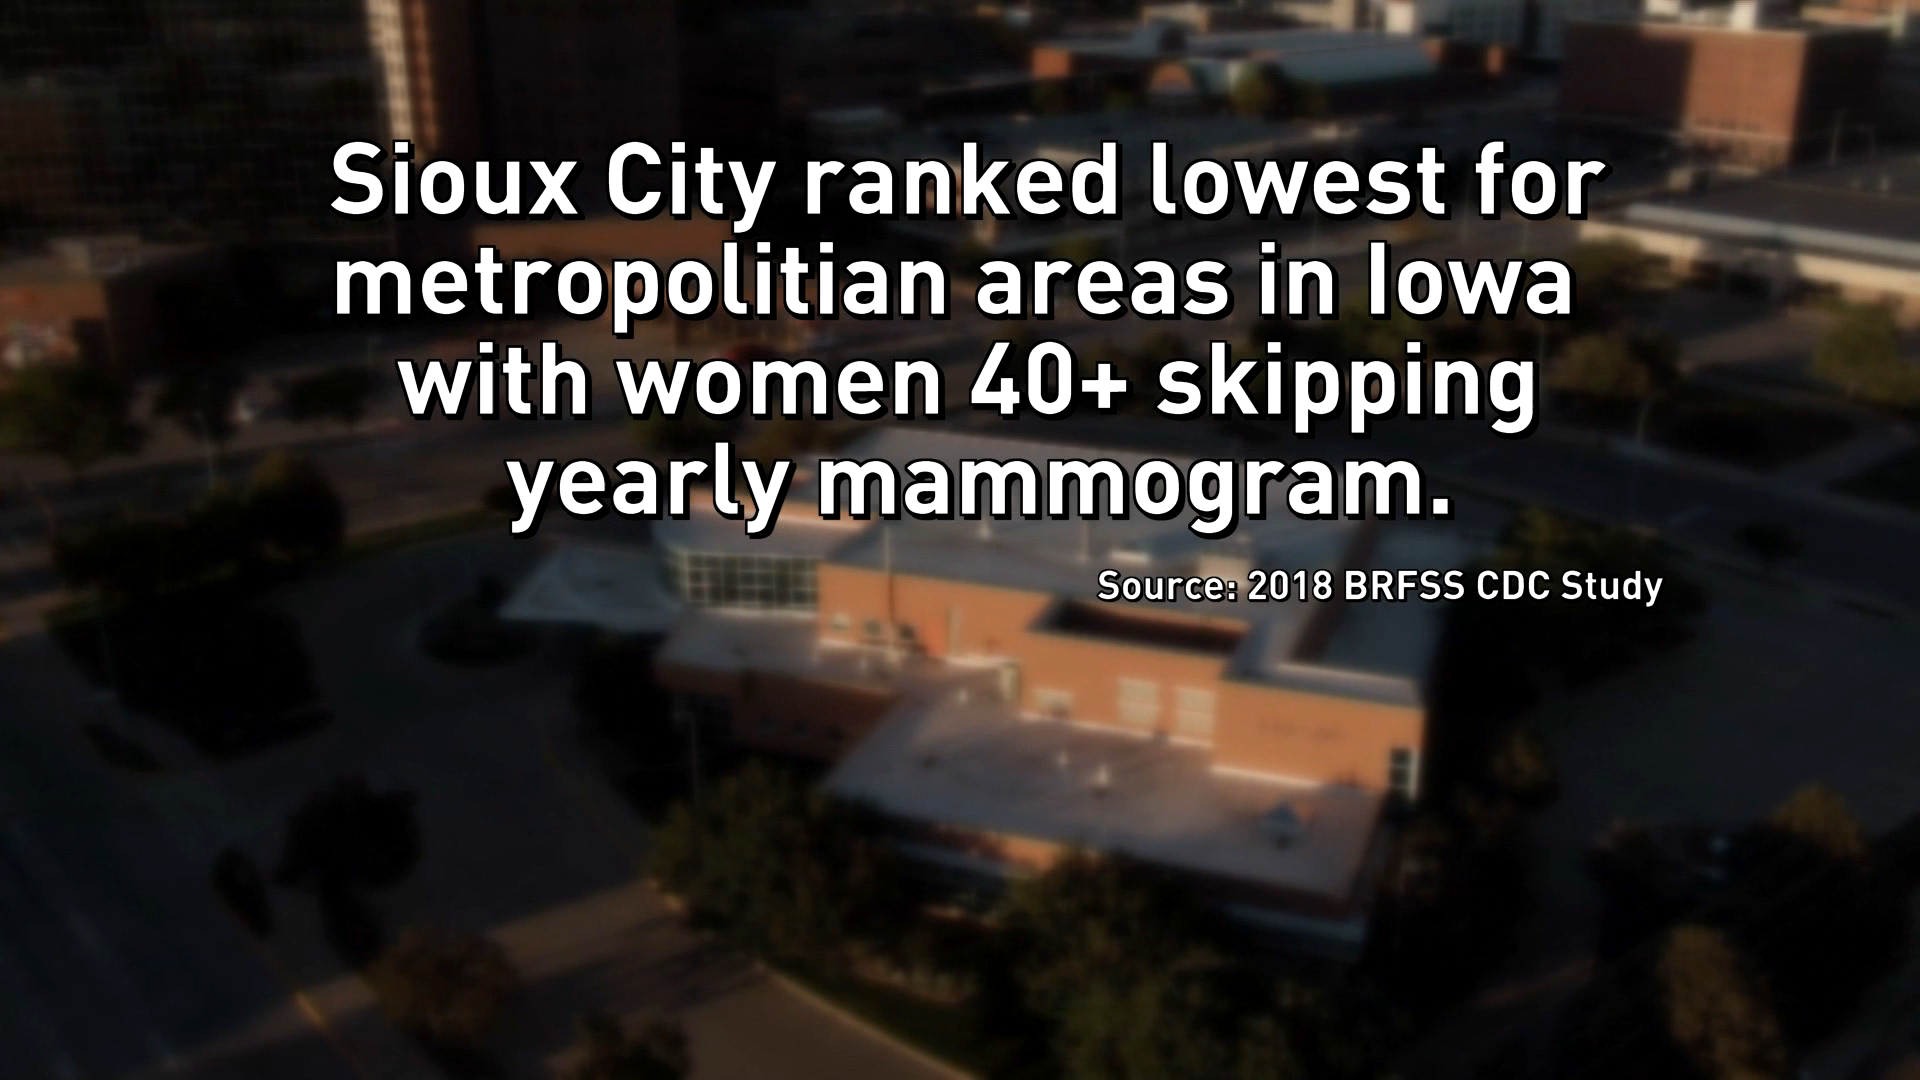 Sioux City ranked lowest for
metropolitian areas in Iowa
with women 40+ skipping
yearly mammogram.
Source: 2018 BRFSS CDC Study